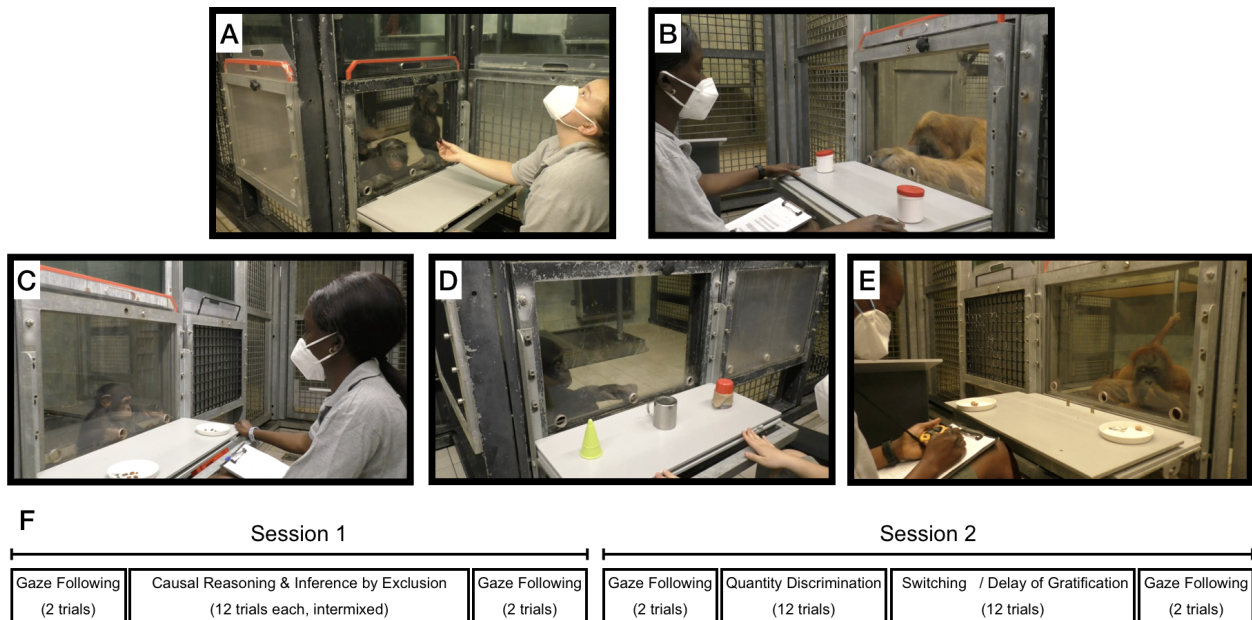 A
B
C
D
E
F
Session 1
Session 2
Gaze Following
(2 trials)
Causal Reasoning & Inference by Exclusion
(12 trials each, intermixed)
Gaze Following
(2 trials)
Gaze Following
(2 trials)
Quantity Discrimination
(12 trials)
Switching / Delay of Gratification
(12 trials)
Gaze Following
(2 trials)